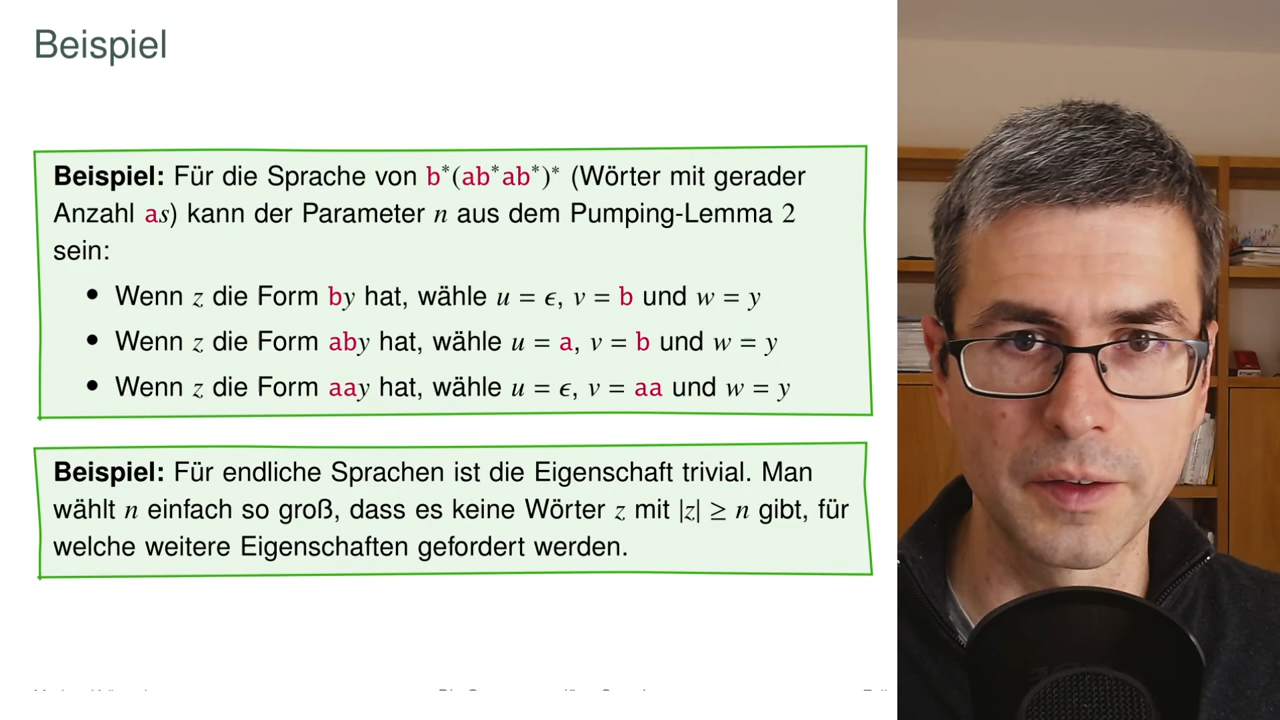 Beispiel
Beispiel: Für die Sprache von b*(ab*ab*)* (Wörter mit gerader
Anzahl as) kann der Parameter n aus dem Pumping-Lemma 2
sein:
• Wenn z die Form by hat, wähle u = ϵ, v = b und w = y
• Wenn z die Form aby hat, wähle u = a, v = b und w = y
• Wenn z die Form aay hat, wähle u = ϵ, v = aa und w = y
Beispiel: Für endliche Sprachen ist die Eigenschaft trivial. Man
wählt n einfach so groß, dass es keine Wörter z mit |z| ≥ n gibt, für
welche weitere Eigenschaften gefordert werden.